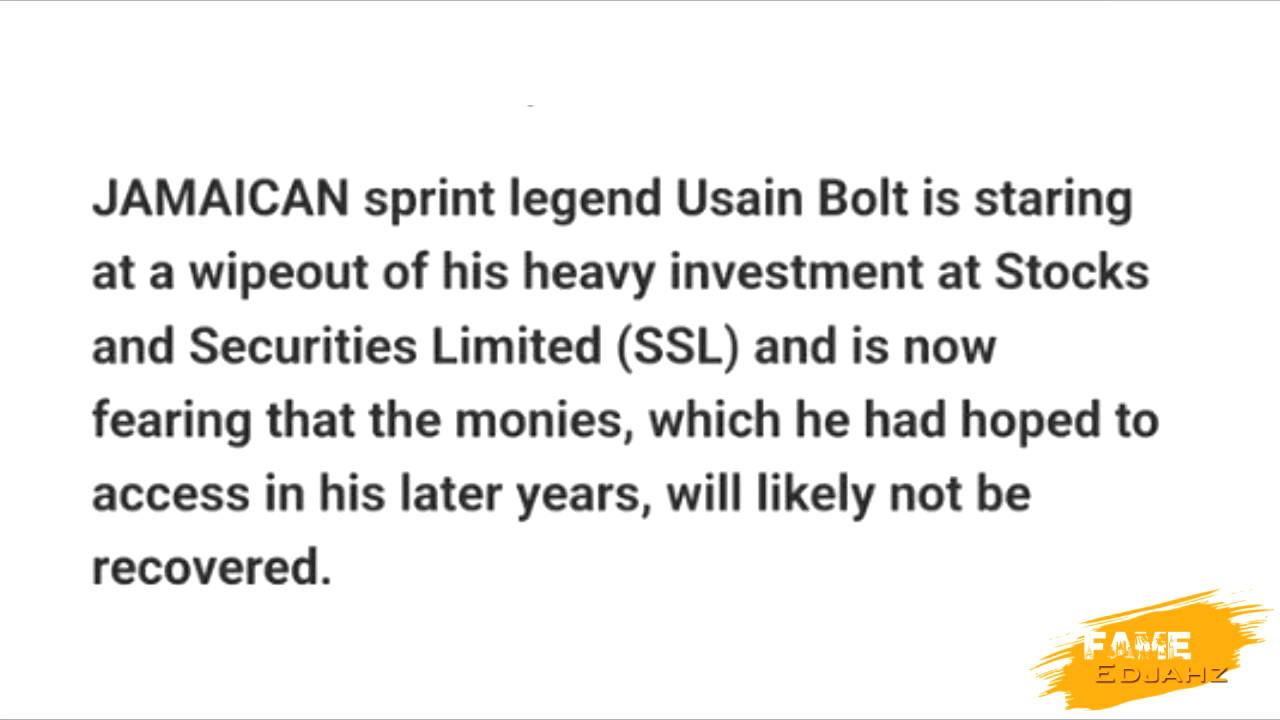 JAMAICAN sprint legend Usain Bolt is staring
at a wipeout of his heavy investment at Stocks
and Securities Limited (SSL) and is now
fearing that the monies, which he had hoped to
access in his later years, will likely not be
recovered.
FAME
EDJAHZ